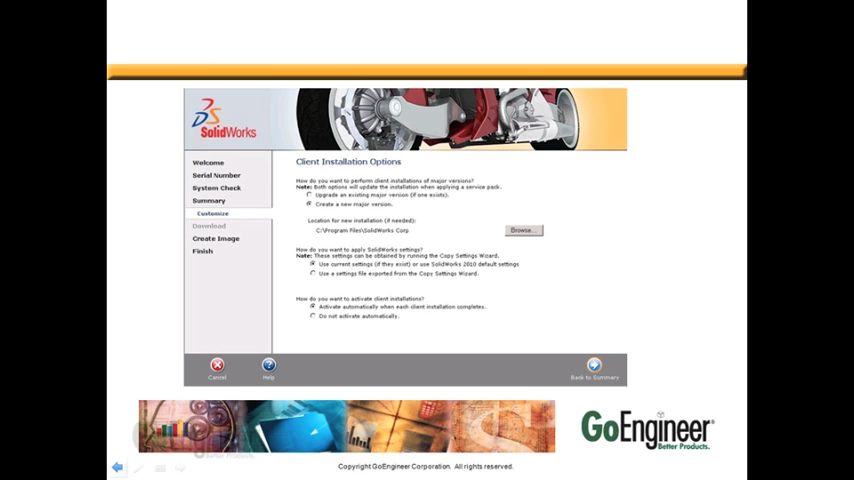 SolidWorks
Welcome
Serial Number
System Check
Summary
Customize
Download
Create Image
Finish
Client Installation Options
How do you want to perform client installations of major versions?
Note: Both options will update the installation when applying a service pack.
Upgrade an existing major version (if one exists).
Create a new major version.
Location for new installation (if needed):
C:\Program Files\SolidWorks Corp
Browse...
How do you want to apply SolidWorks settings?
Note: These settings can be obtained by running the Copy Settings Wizard.
Use current settings (if they exist) or use SolidWorks 2010 default settings
Use a settings file exported from the Copy Settings Wizard.
How do you want to activate client installations?
Activate automatically when each client installation completes.
Do not activate automatically.
Cancel
Help
Back to Summary
GoEngineer
Better Products.
Copyright GoEngineer Corporation. All rights reserved.